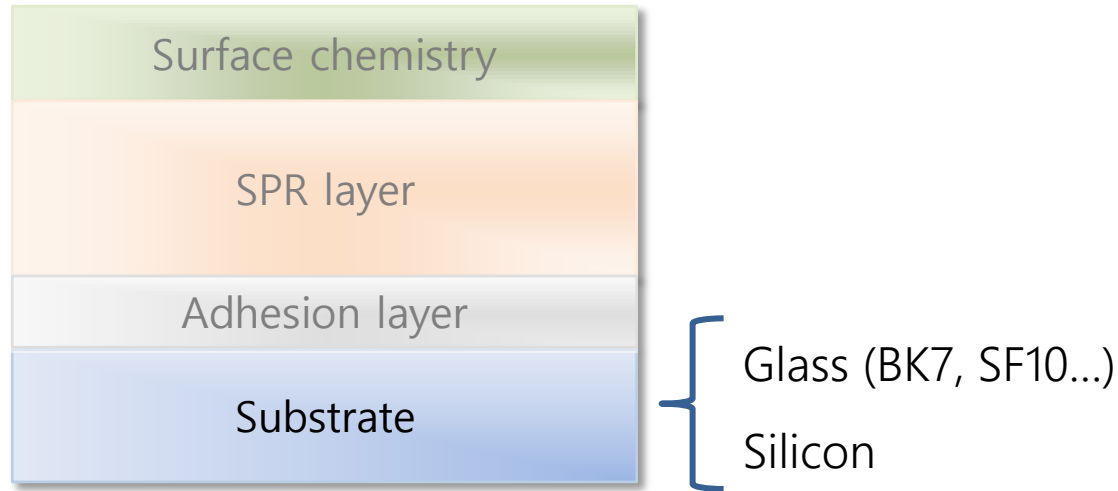 Surface chemistry
SPR layer
Adhesion layer
Substrate
Glass (BK7, SF10...)
Silicon